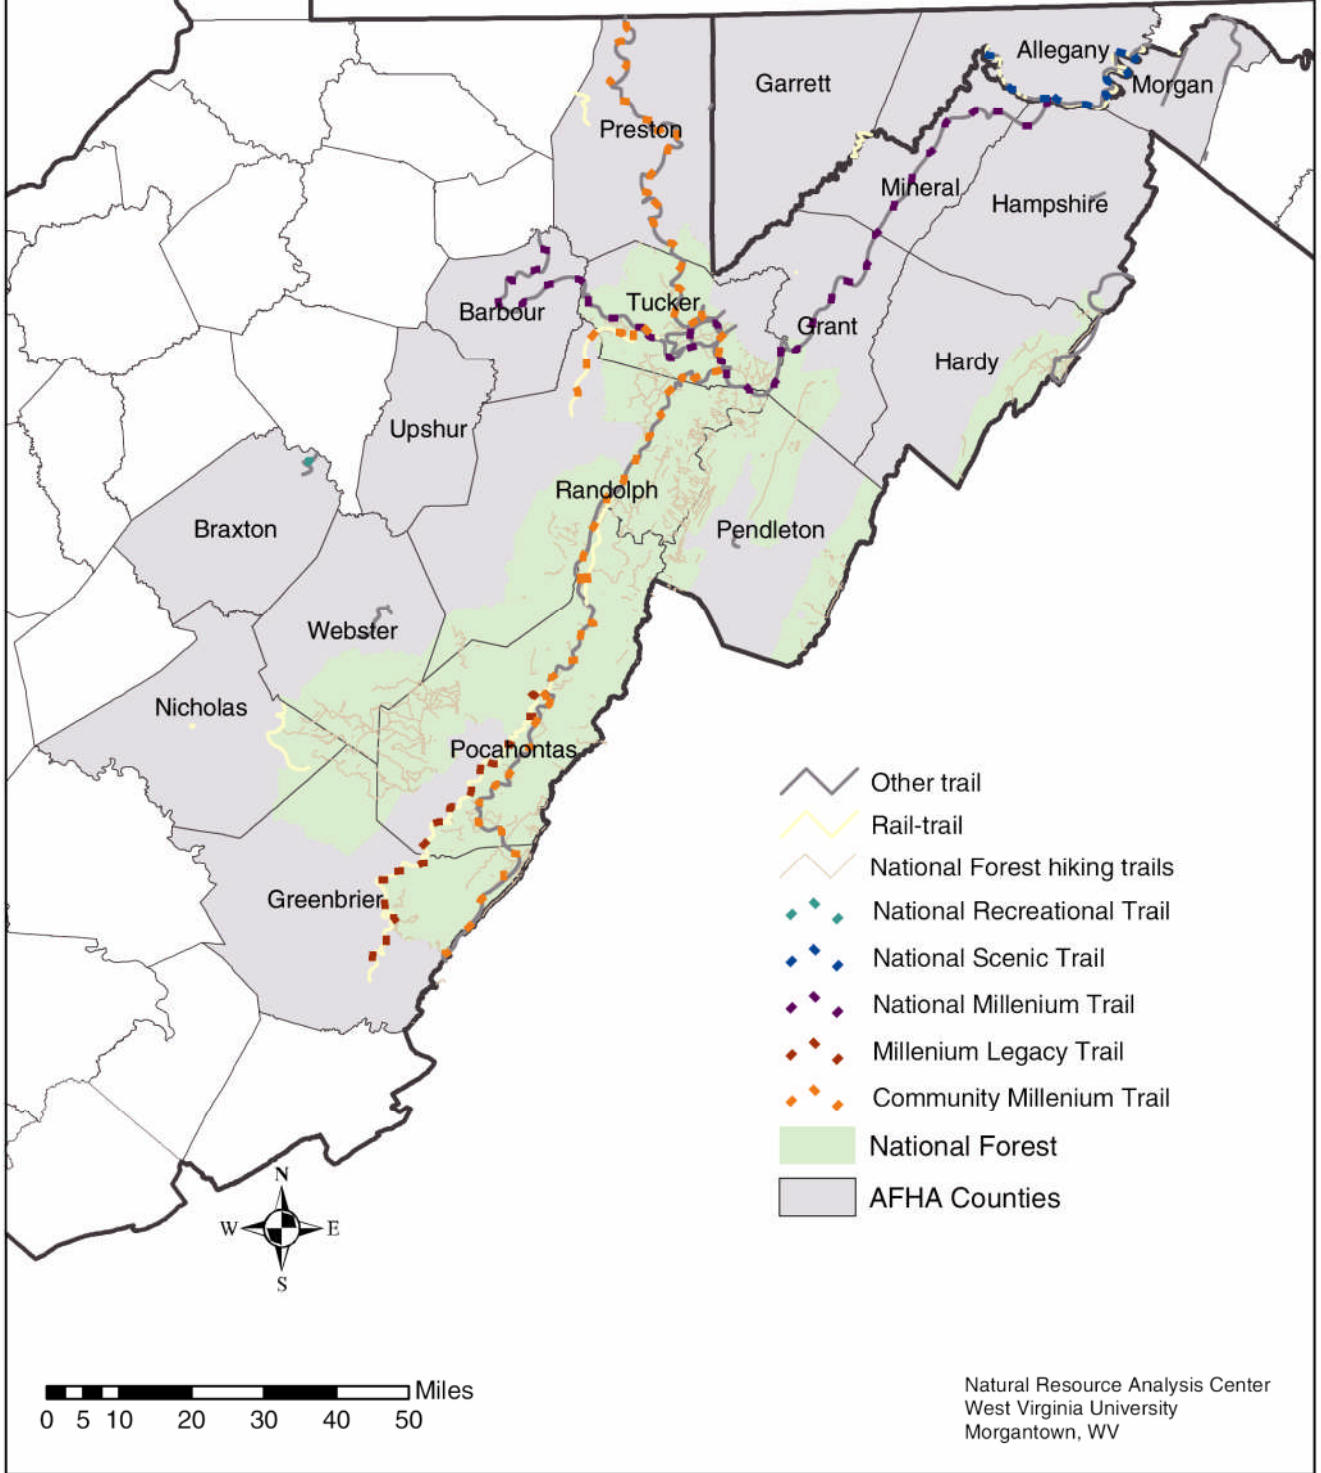 Allegany
Garrett
Morgan
Preston
Mineral
Hampshire
Tucker
Barbour
Grant
Hardy
Upshur
Randolph
Braxton
Pendleton
Webster
Nicholas
Pocahontas
Greenbrier
Other trail
Rail-trail
National Forest hiking trails
National Recreational Trail
National Scenic Trail
National Millenium Trail
Millenium Legacy Trail
Community Millenium Trail
National Forest
AFHA Counties
N
W E
S
Miles
0 5 10 20 30 40 50
Natural Resource Analysis Center
West Virginia University
Morgantown, WV